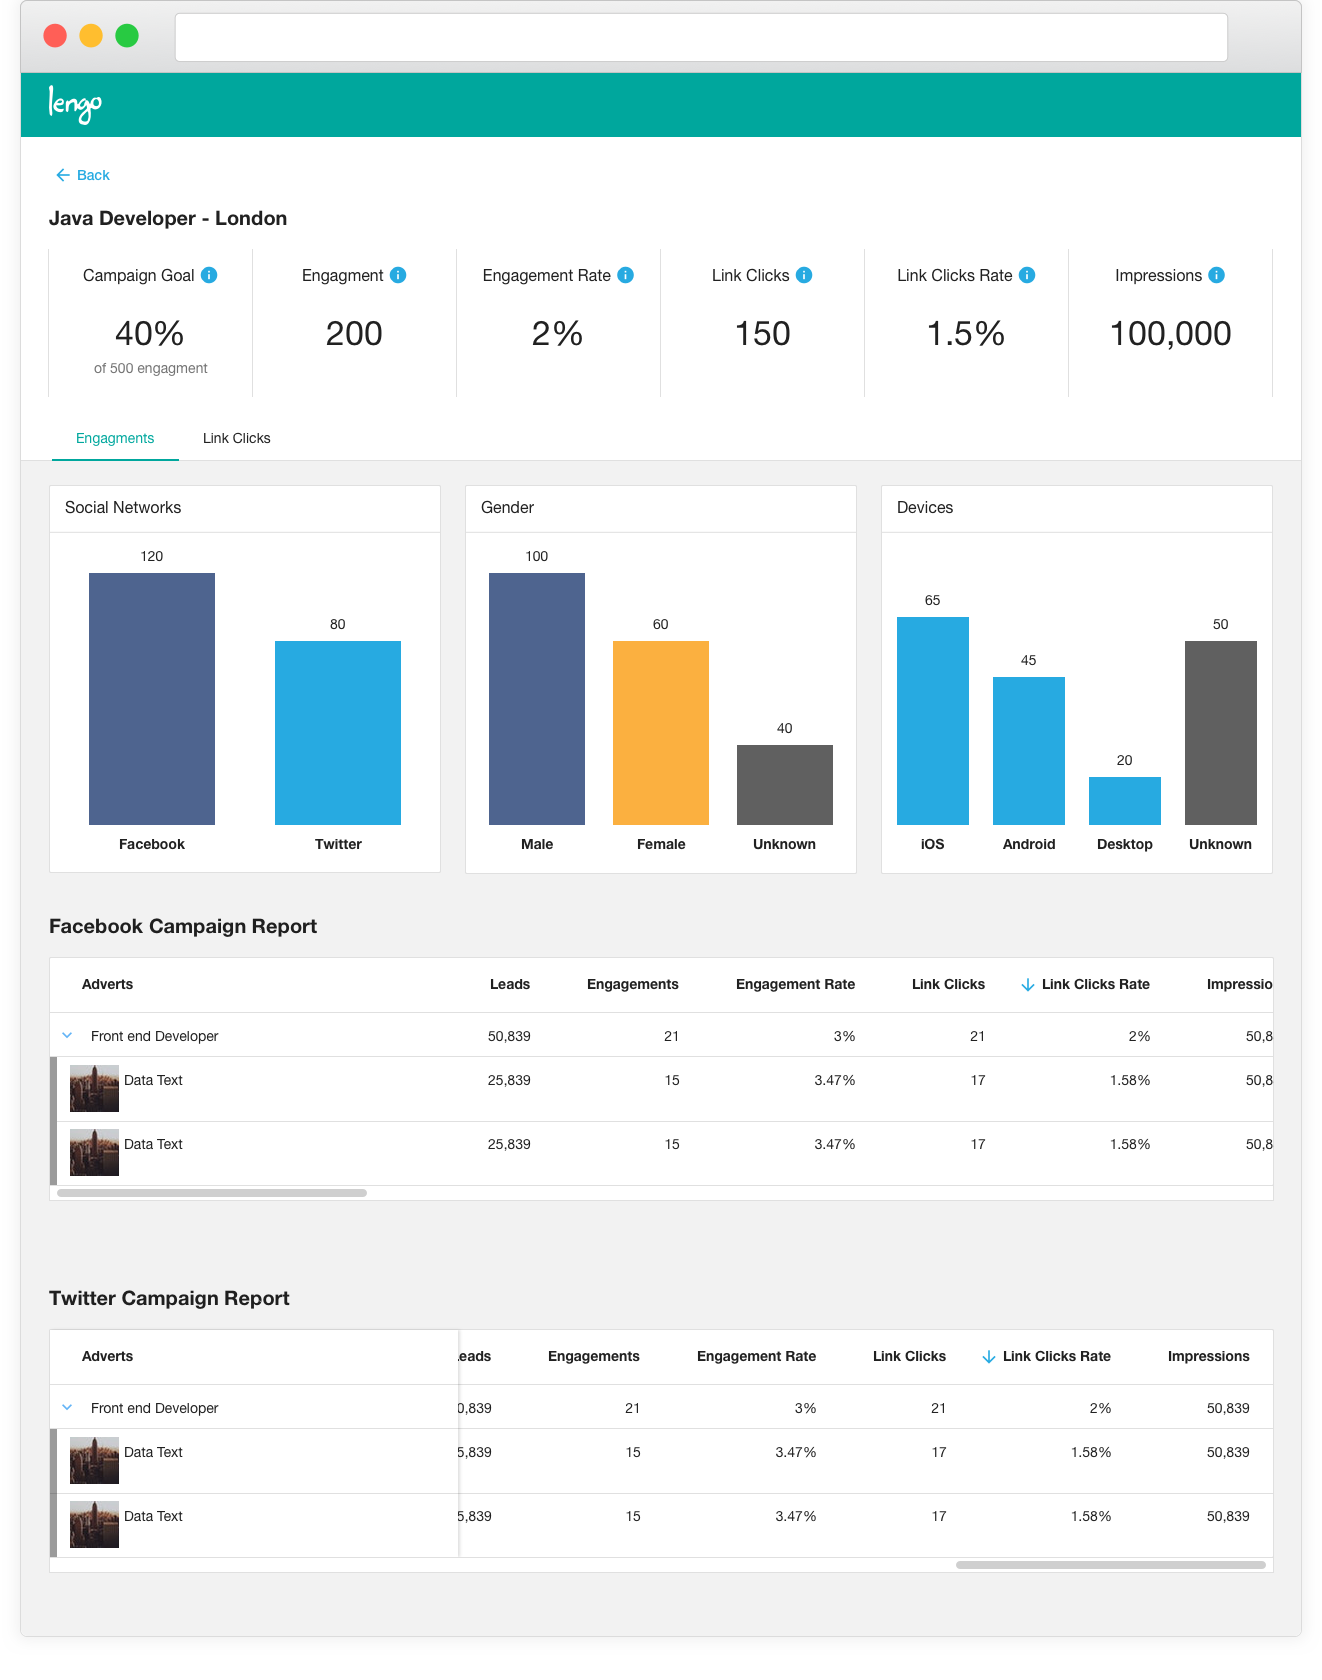 lengo
Back
Java Developer - London
Campaign Goal Engagment Engagement Rate Link Clicks Link Clicks Rate Impressions
40% 200 2% 150 1.5% 100,000
of 500 engagment
Engagments Link Clicks
Social Networks
120
80
Facebook Twitter
Gender
100
60
40
Male Female Unknown
Devices
65
45
20
50
iOS Android Desktop Unknown
Facebook Campaign Report
Adverts Leads Engagements Engagement Rate Link Clicks Link Clicks Rate Impressio
Front end Developer 50,839 21 3% 21 2% 50,8
Data Text 25,839 15 3.47% 17 1.58% 50,8
Data Text 25,839 15 3.47% 17 1.58% 50,8
Twitter Campaign Report
Adverts eads Engagements Engagement Rate Link Clicks Link Clicks Rate Impressions
Front end Developer 0,839 21 3% 21 2% 50,839
Data Text 5,839 15 3.47% 17 1.58% 50,839
Data Text 5,839 15 3.47% 17 1.58% 50,839